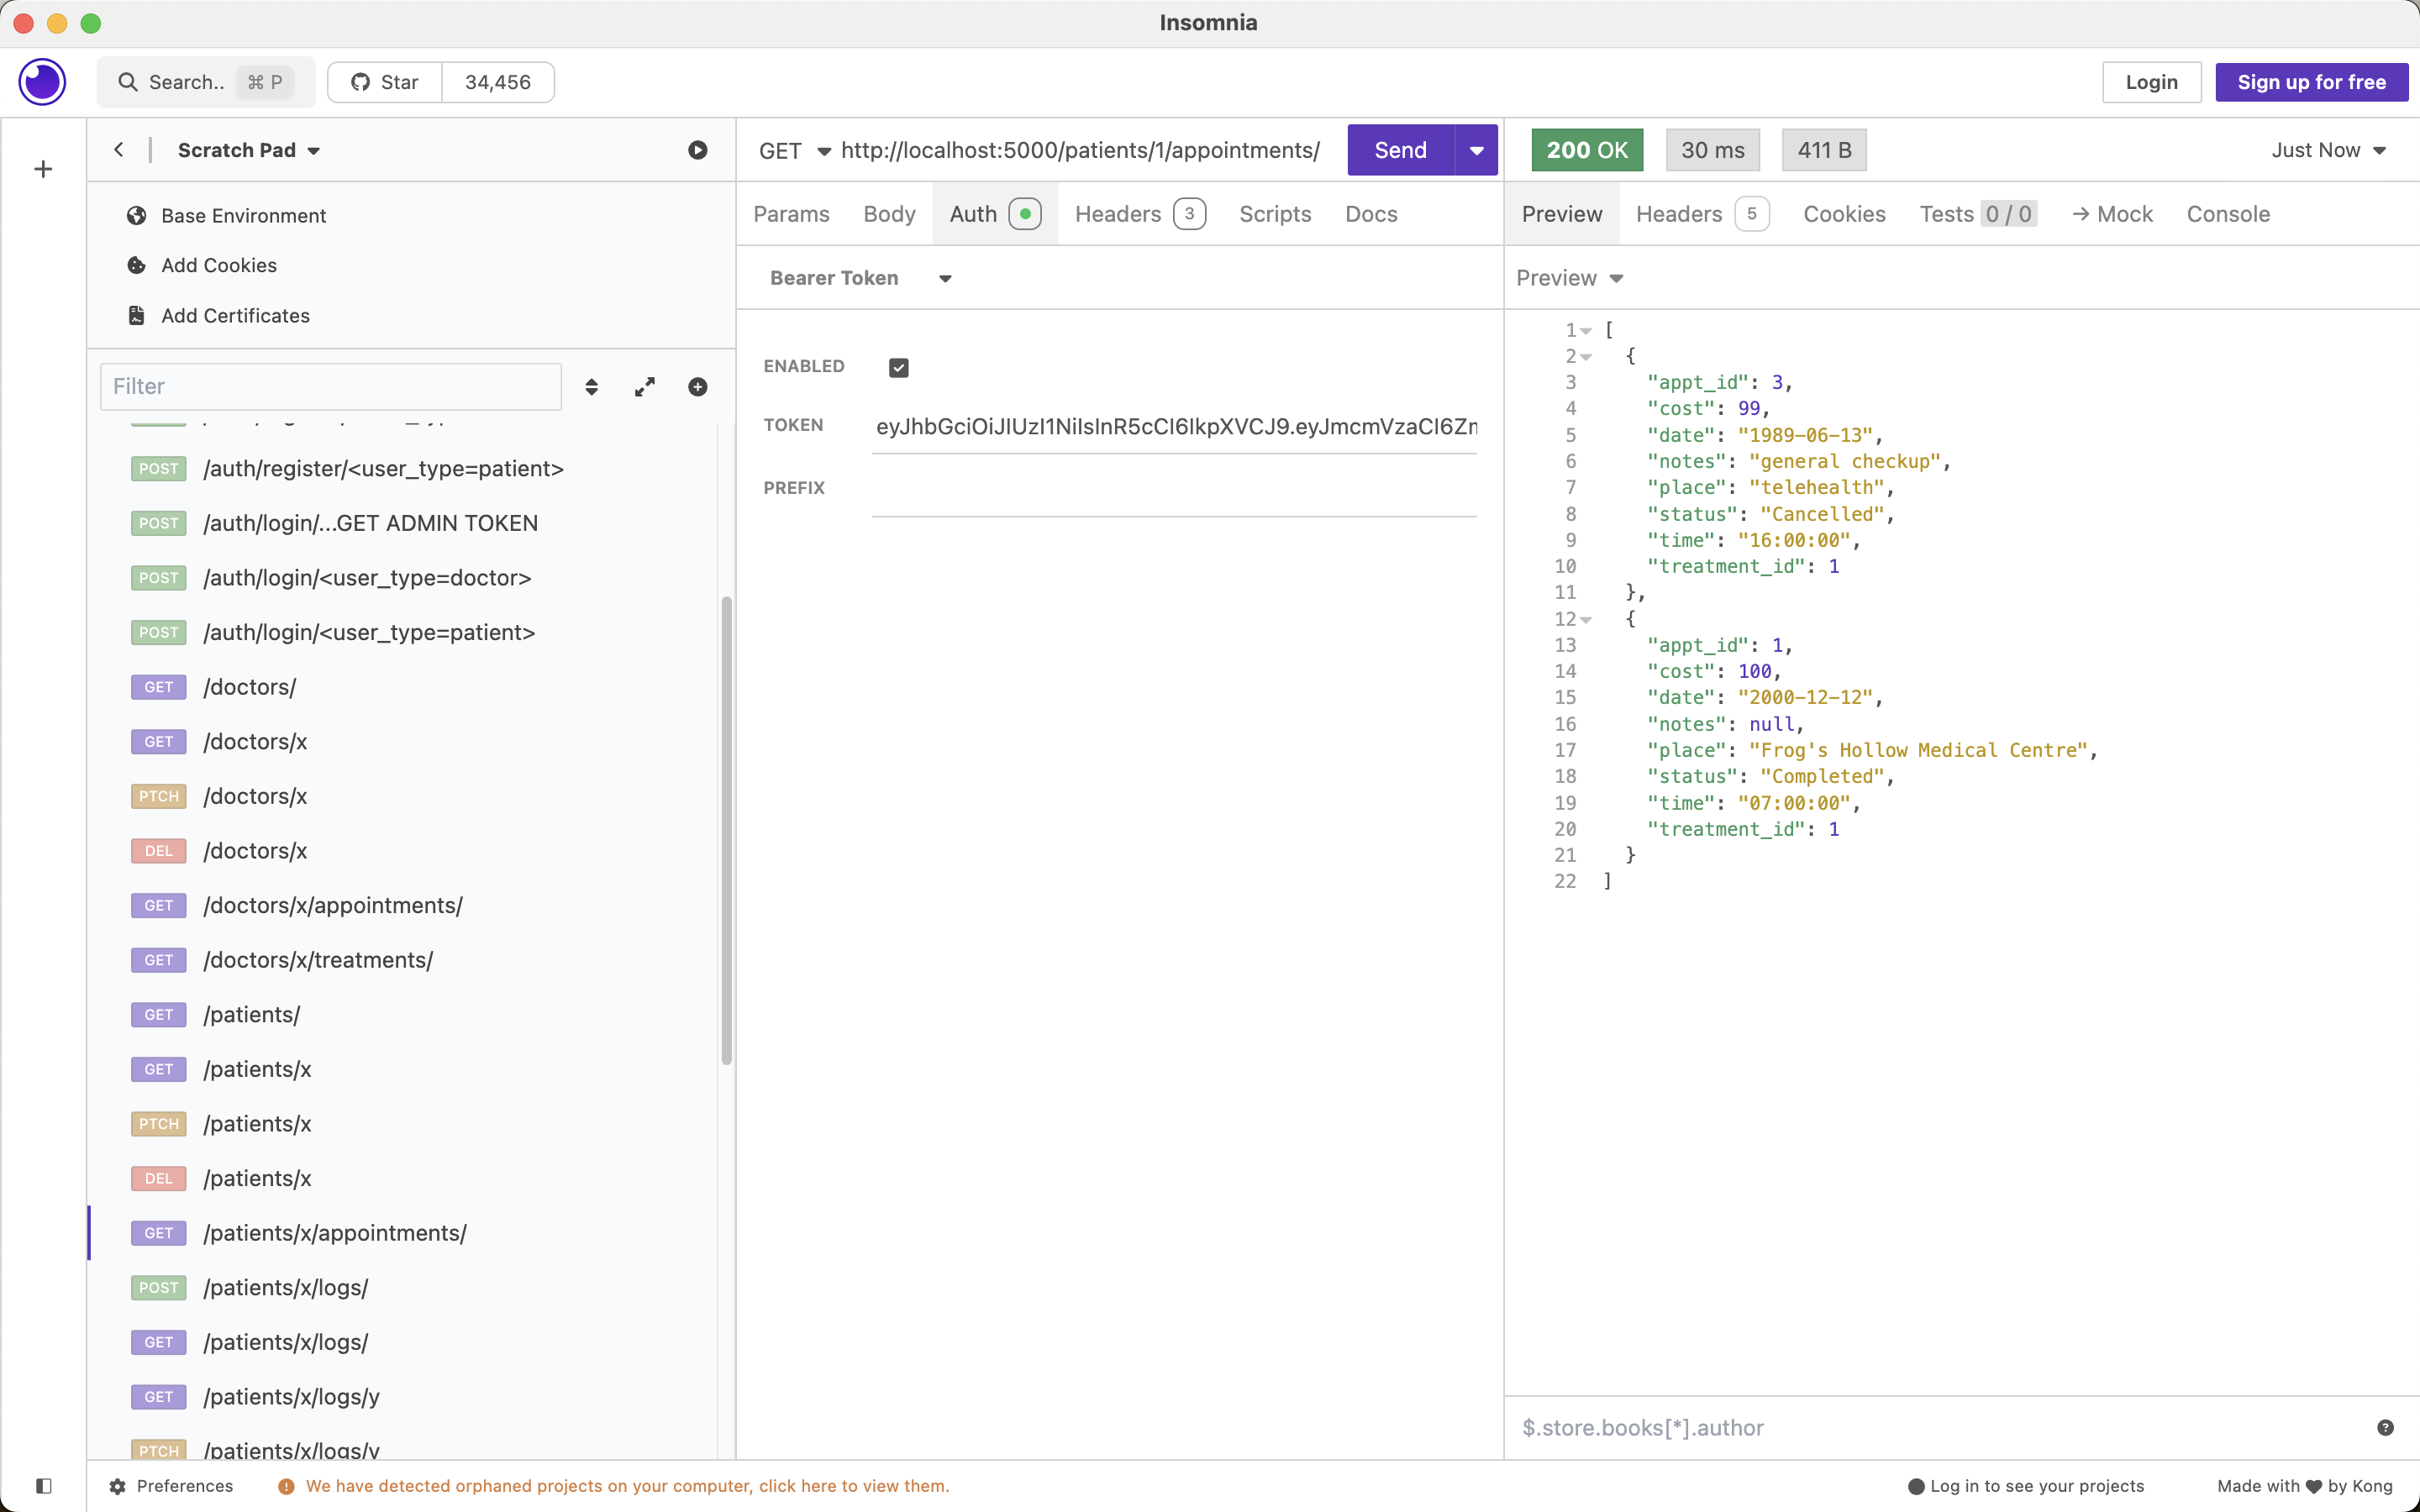 Insomnia
Search.. ⌘ P
Star 34,456
Login
Sign up for free
Scratch Pad
Base Environment
Add Cookies
Add Certificates
Filter
POST /auth/register/<user_type=patient>
POST /auth/login/...GET ADMIN TOKEN
POST /auth/login/<user_type=doctor>
POST /auth/login/<user_type=patient>
GET /doctors/
GET /doctors/x
PTCH /doctors/x
DEL /doctors/x
GET /doctors/x/appointments/
GET /doctors/x/treatments/
GET /patients/
GET /patients/x
PTCH /patients/x
DEL /patients/x
GET /patients/x/appointments/
POST /patients/x/logs/
GET /patients/x/logs/
GET /patients/x/logs/y
PTCH /patients/x/logs/y
GET http://localhost:5000/patients/1/appointments/ Send
Params Body Auth Headers 3 Scripts Docs
Bearer Token
ENABLED
TOKEN eyJhbGciOiJIUzI1NiIsInR5cCI6IkpXVCJ9.eyJmcmVzaCI6Zm
PREFIX
200 OK 30 ms 411 B Just Now
Preview Headers 5 Cookies Tests 0 / 0 → Mock Console
Preview
1 [
2 {
3 "appt_id": 3,
4 "cost": 99,
5 "date": "1989-06-13",
6 "notes": "general checkup",
7 "place": "telehealth",
8 "status": "Cancelled",
9 "time": "16:00:00",
10 "treatment_id": 1
11 },
12 {
13 "appt_id": 1,
14 "cost": 100,
15 "date": "2000-12-12",
16 "notes": null,
17 "place": "Frog's Hollow Medical Centre",
18 "status": "Completed",
19 "time": "07:00:00",
20 "treatment_id": 1
21 }
22 ]
$.store.books[*].author
Preferences
We have detected orphaned projects on your computer, click here to view them.
Log in to see your projects
Made with ♥ by Kong